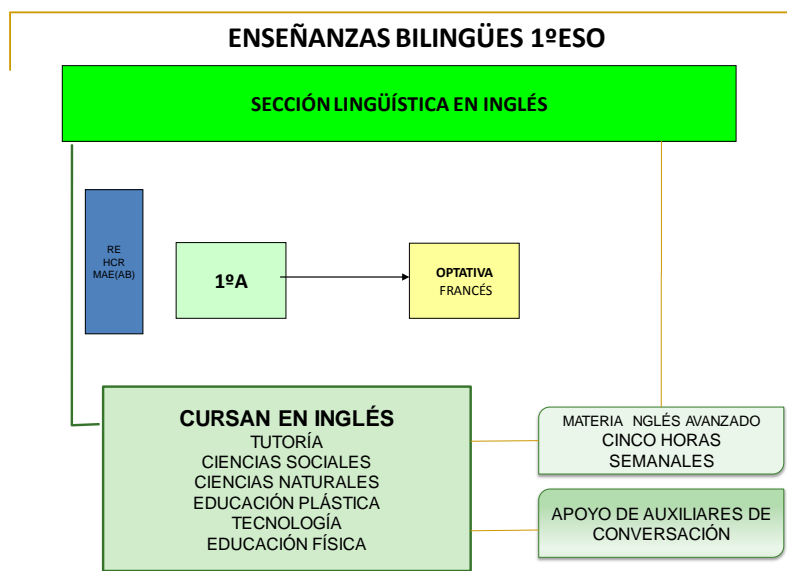 ENSEÑANZAS BILINGÜES 1ºESO
SECCIÓN LINGÜÍSTICA EN INGLÉS
RE
HCR
MAE(AB)
1ºA
OPTATIVA
FRANCÉS
CURSAN EN INGLÉS
TUTORÍA
CIENCIAS SOCIALES
CIENCIAS NATURALES
EDUCACIÓN PLÁSTICA
TECNOLOGÍA
EDUCACIÓN FÍSICA
MATERIA NGLÉS AVANZADO
CINCO HORAS
SEMANALES
APOYO DE AUXILIARES DE
CONVERSACIÓN